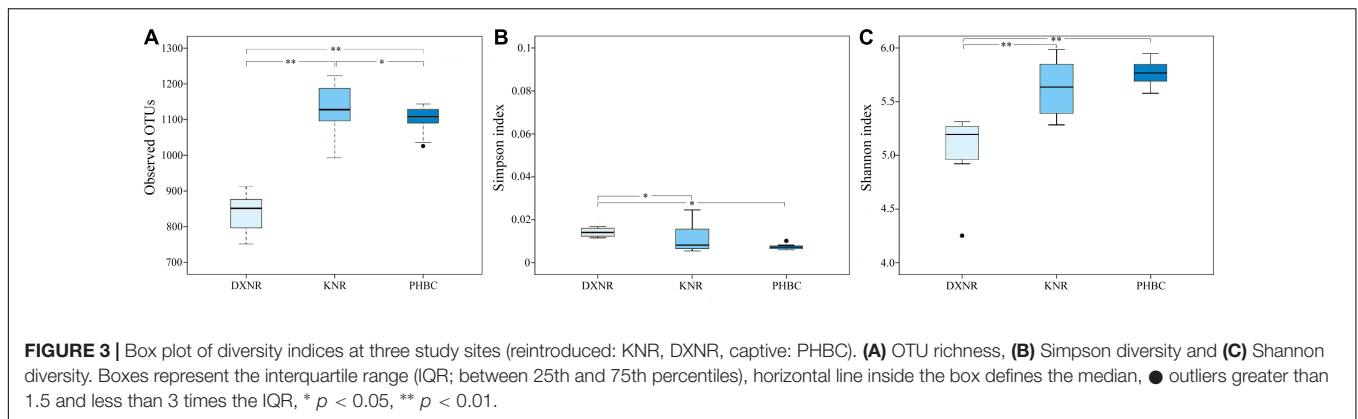 A
1300
1200
1100
1000
900
800
700
Observed OTUs
**
**
*
DXNR
KNR
PHBC
B
0.1
0.08
0.06
0.04
0.02
0
Simpson index
*
*
DXNR
KNR
PHBC
C
6.0
5.5
5.0
4.5
4.0
Shannon index
**
**
DXNR
KNR
PHBC
FIGURE 3 | Box plot of diversity indices at three study sites (reintroduced: KNR, DXNR, captive: PHBC). (A) OTU richness, (B) Simpson diversity and (C) Shannon
diversity. Boxes represent the interquartile range (IQR; between 25th and 75th percentiles), horizontal line inside the box defines the median, ● outliers greater than
1.5 and less than 3 times the IQR, * p < 0.05, ** p < 0.01.